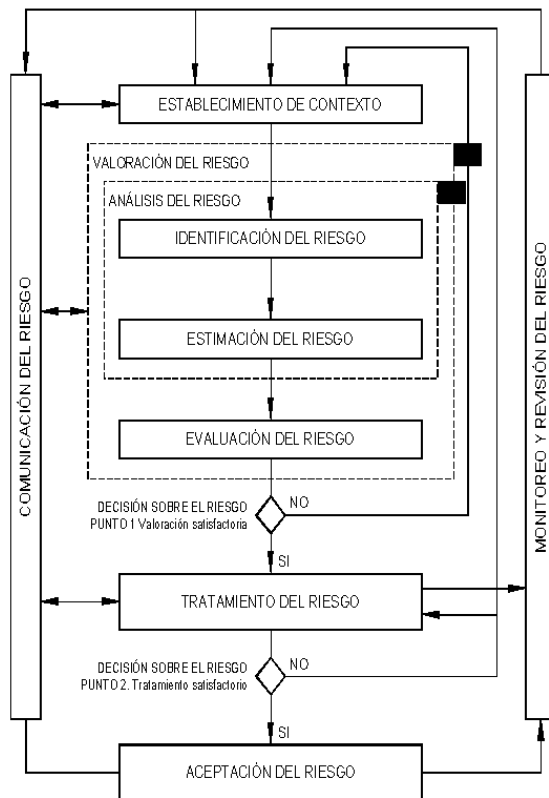 ESTABLECIMIENTO DE CONTEXTO
VALORACIÓN DEL RIESGO
ANÁLISIS DEL RIESGO
IDENTIFICACIÓN DEL RIESGO
ESTIMACIÓN DEL RIESGO
EVALUACIÓN DEL RIESGO
COMUNICACIÓN DEL RIESGO
MONITOREO Y REVISIÓN DEL RIESGO
DECISIÓN SOBRE EL RIESGO
PUNTO 1 Valoración satisfactoria
NO
SI
TRATAMIENTO DEL RIESGO
DECISIÓN SOBRE EL RIESGO
PUNTO 2. Tratamiento satisfactorio
NO
SI
ACEPTACIÓN DEL RIESGO